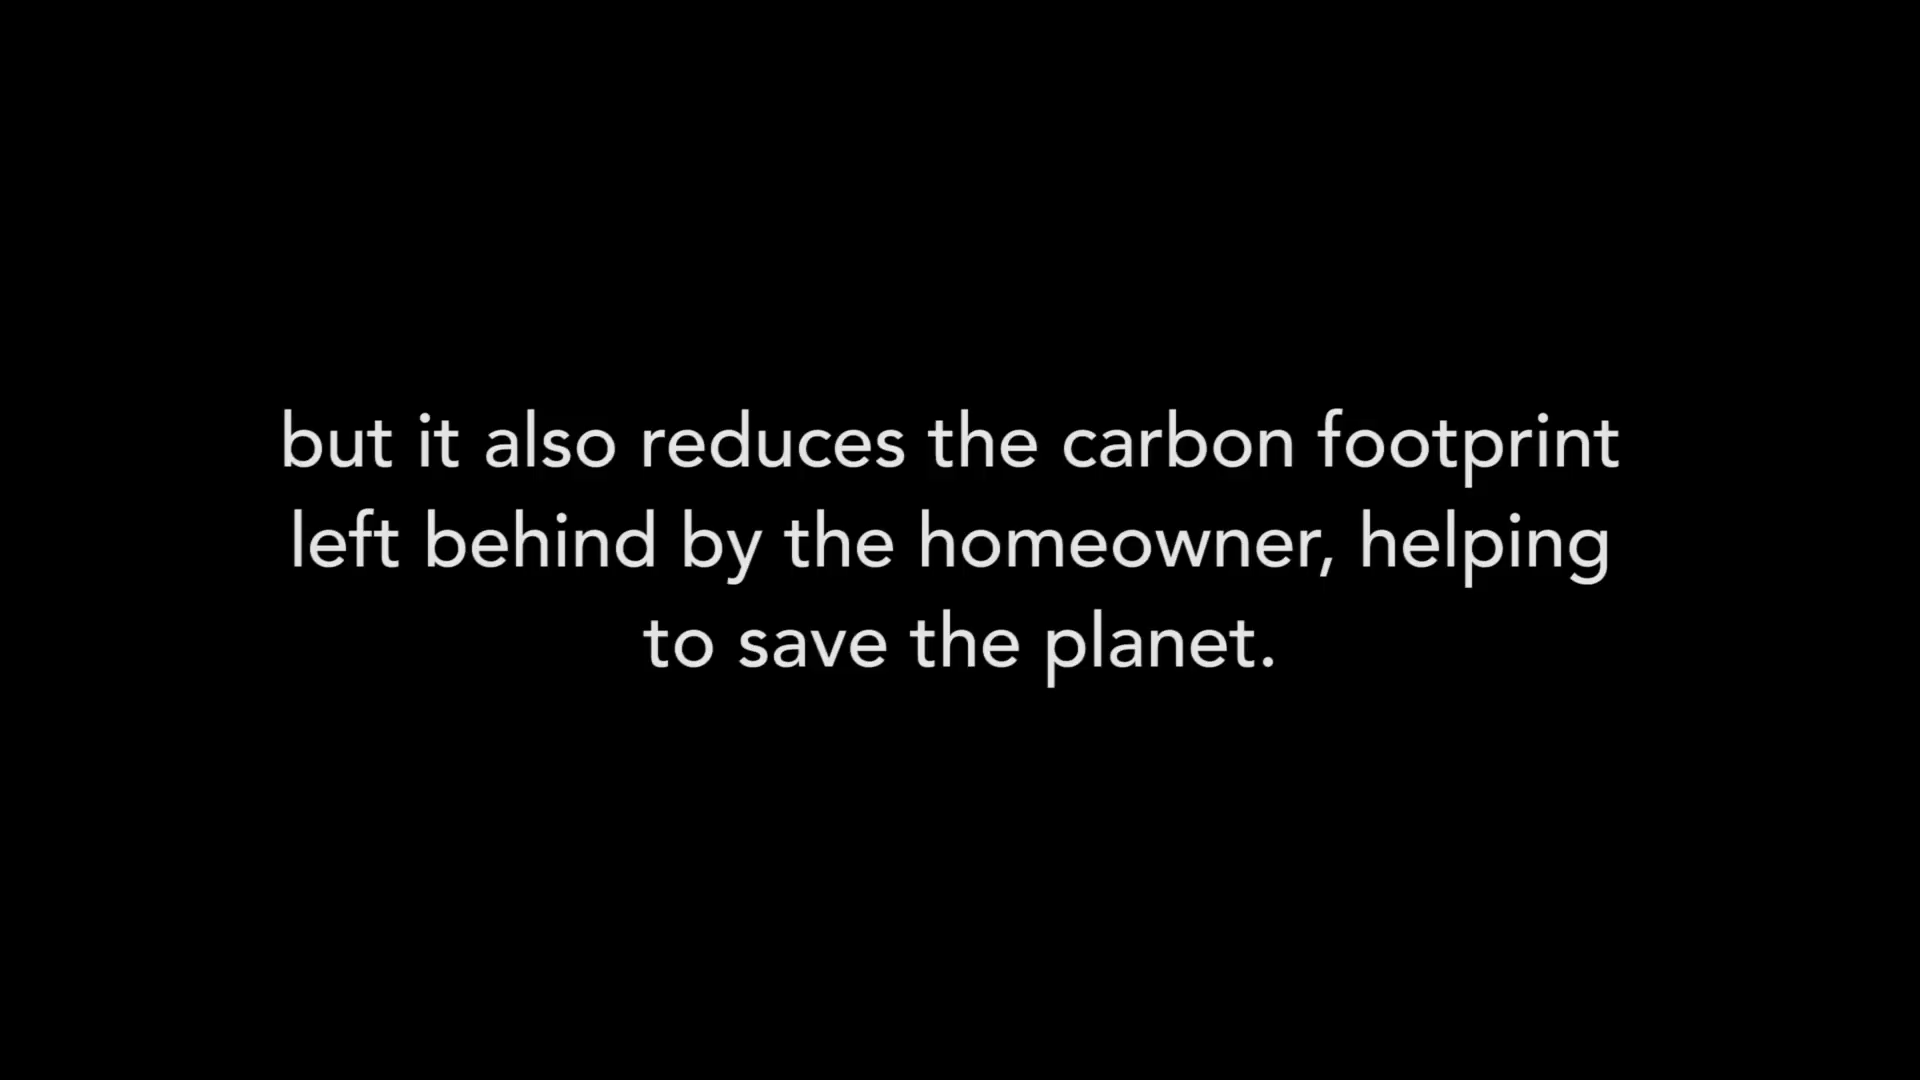 but it also reduces the carbon footprint
left behind by the homeowner, helping
to save the planet.